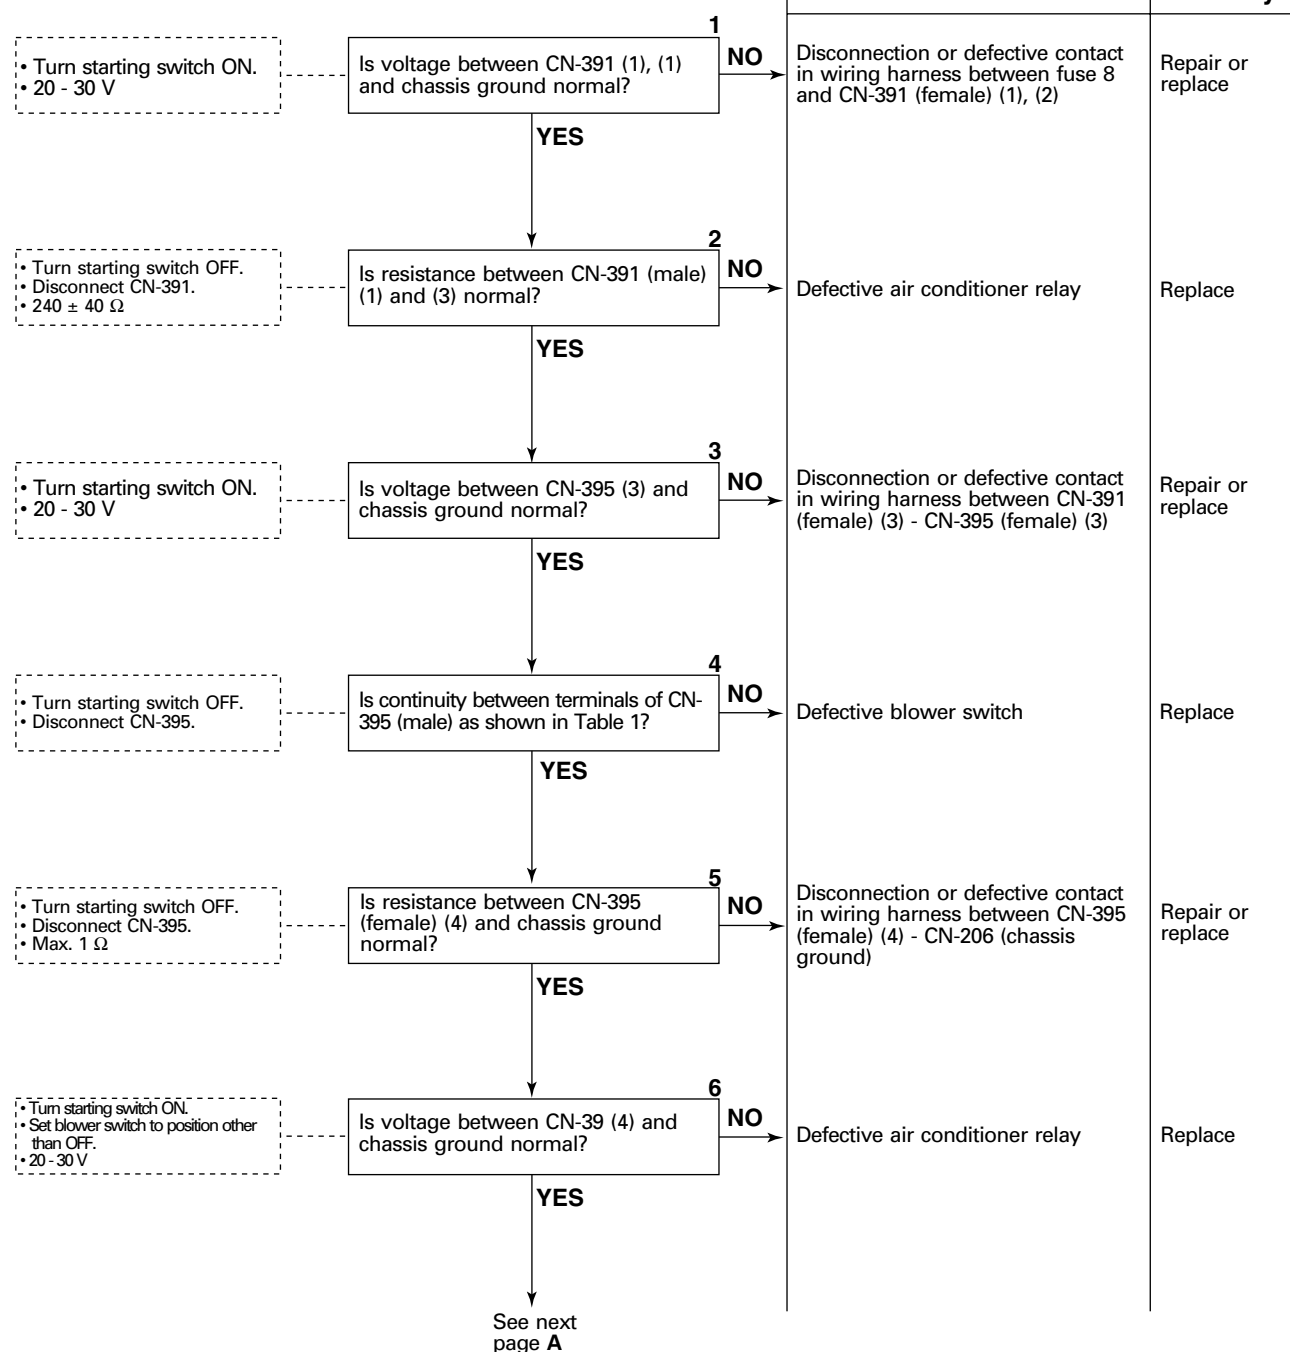 y
1
• Turn starting switch ON.
• 20 - 30 V
Is voltage between CN-391 (1), (1)
and chassis ground normal?
NO
Disconnection or defective contact
in wiring harness between fuse 8
and CN-391 (female) (1), (2)
Repair or
replace
YES
2
• Turn starting switch OFF.
• Disconnect CN-391.
• 240 ± 40 Ω
Is resistance between CN-391 (male)
(1) and (3) normal?
NO
Defective air conditioner relay
Replace
YES
3
• Turn starting switch ON.
• 20 - 30 V
Is voltage between CN-395 (3) and
chassis ground normal?
NO
Disconnection or defective contact
in wiring harness between CN-391
(female) (3) - CN-395 (female) (3)
Repair or
replace
YES
4
• Turn starting switch OFF.
• Disconnect CN-395.
Is continuity between terminals of CN-
395 (male) as shown in Table 1?
NO
Defective blower switch
Replace
YES
5
• Turn starting switch OFF.
• Disconnect CN-395.
• Max. 1 Ω
Is resistance between CN-395
(female) (4) and chassis ground
normal?
NO
Disconnection or defective contact
in wiring harness between CN-395
(female) (4) - CN-206 (chassis
ground)
Repair or
replace
YES
6
• Turn starting switch ON.
• Set blower switch to position other
than OFF.
• 20 - 30 V
Is voltage between CN-39 (4) and
chassis ground normal?
NO
Defective air conditioner relay
Replace
YES
See next
page A